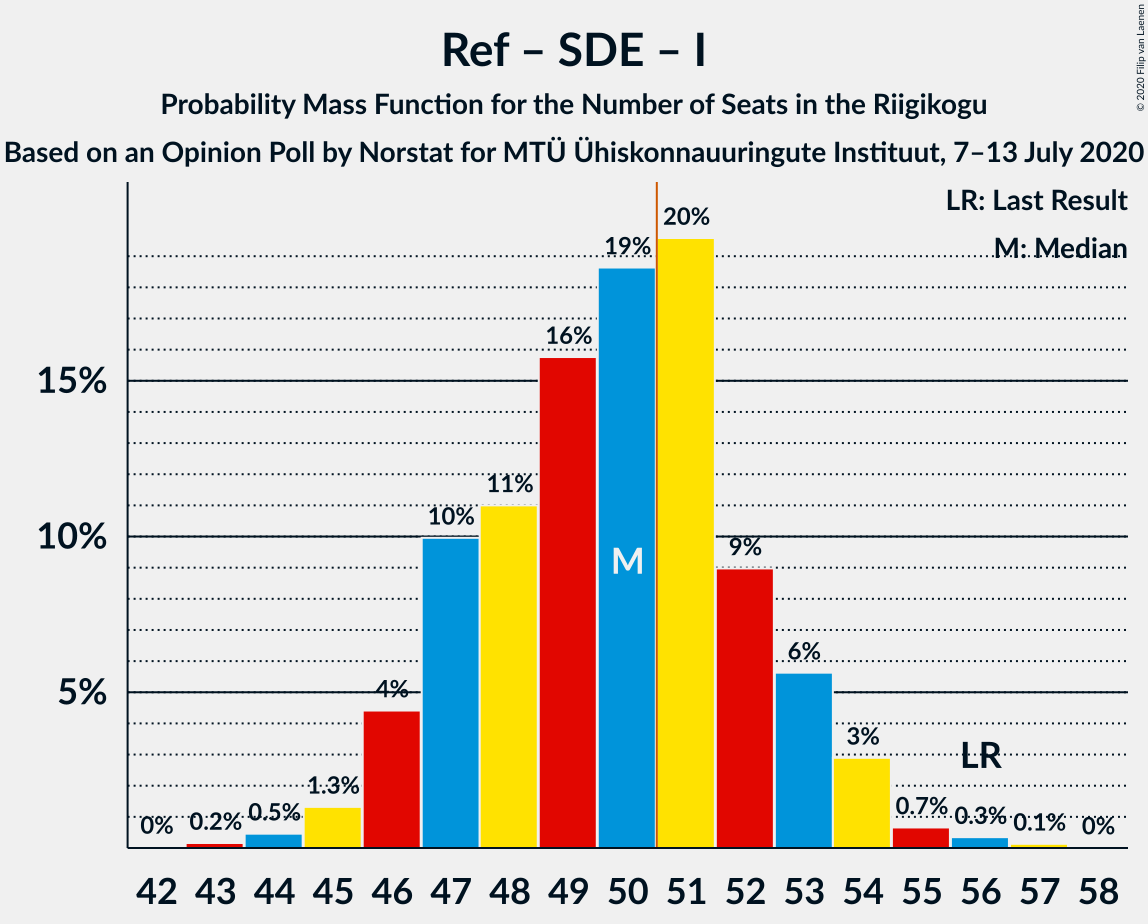 Ref – SDE – I
Probability Mass Function for the Number of Seats in the Riigikogu
Based on an Opinion Poll by Norstat for MTÜ Ühiskonnauuringute Instituut, 7–13 July 2020
© 2020 Filip van Laenen
LR: Last Result
M: Median
15%
10%
5%
0%
0.2%
0.5%
1.3%
4%
10%
11%
16%
19%
20%
9%
6%
3%
0.7%
0.3%
0.1%
0%
M
LR
42 43 44 45 46 47 48 49 50 51 52 53 54 55 56 57 58